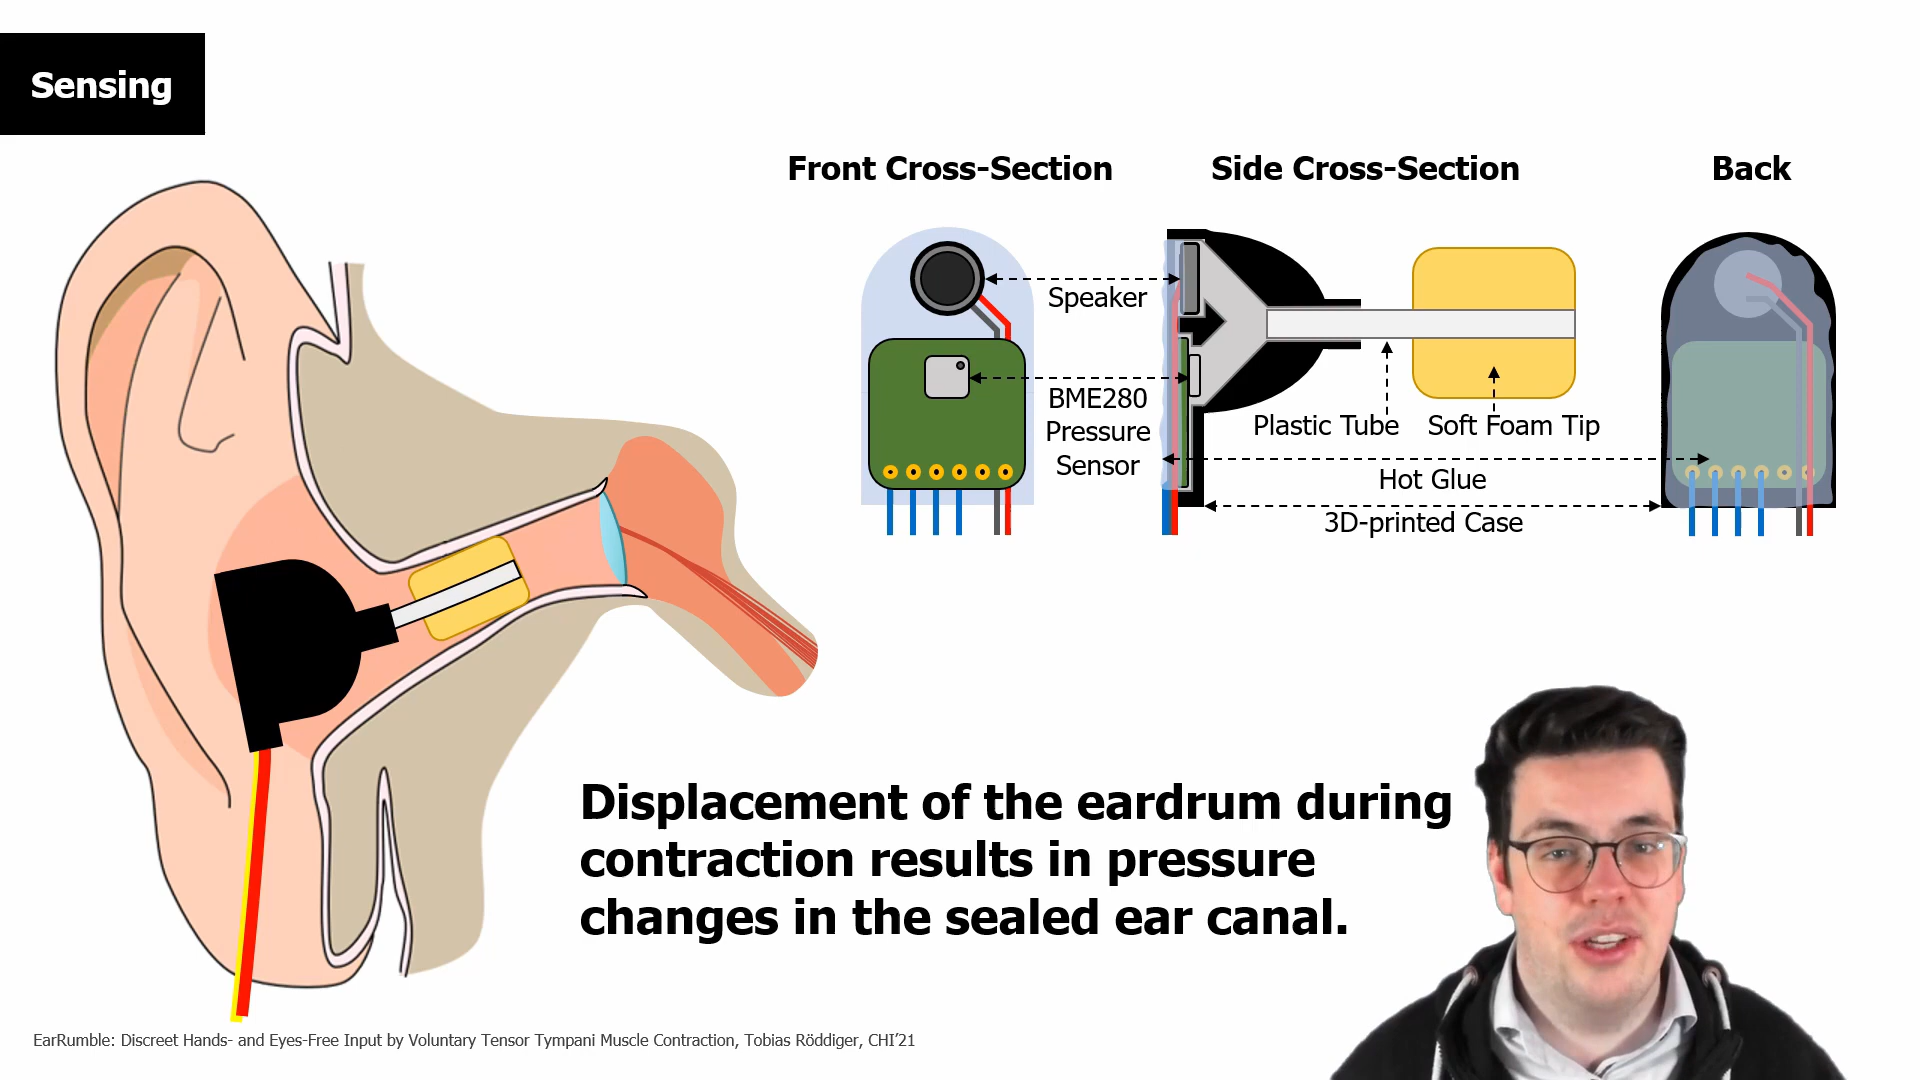 Sensing
Front Cross-Section
Side Cross-Section
Back
Speaker
BME280
Pressure
Sensor
Plastic Tube
Soft Foam Tip
Hot Glue
3D-printed Case
Displacement of the eardrum during
contraction results in pressure
changes in the sealed ear canal.
EarRumble: Discreet Hands- and Eyes-Free Input by Voluntary Tensor Tympani Muscle Contraction, Tobias Röddiger, CHI’21